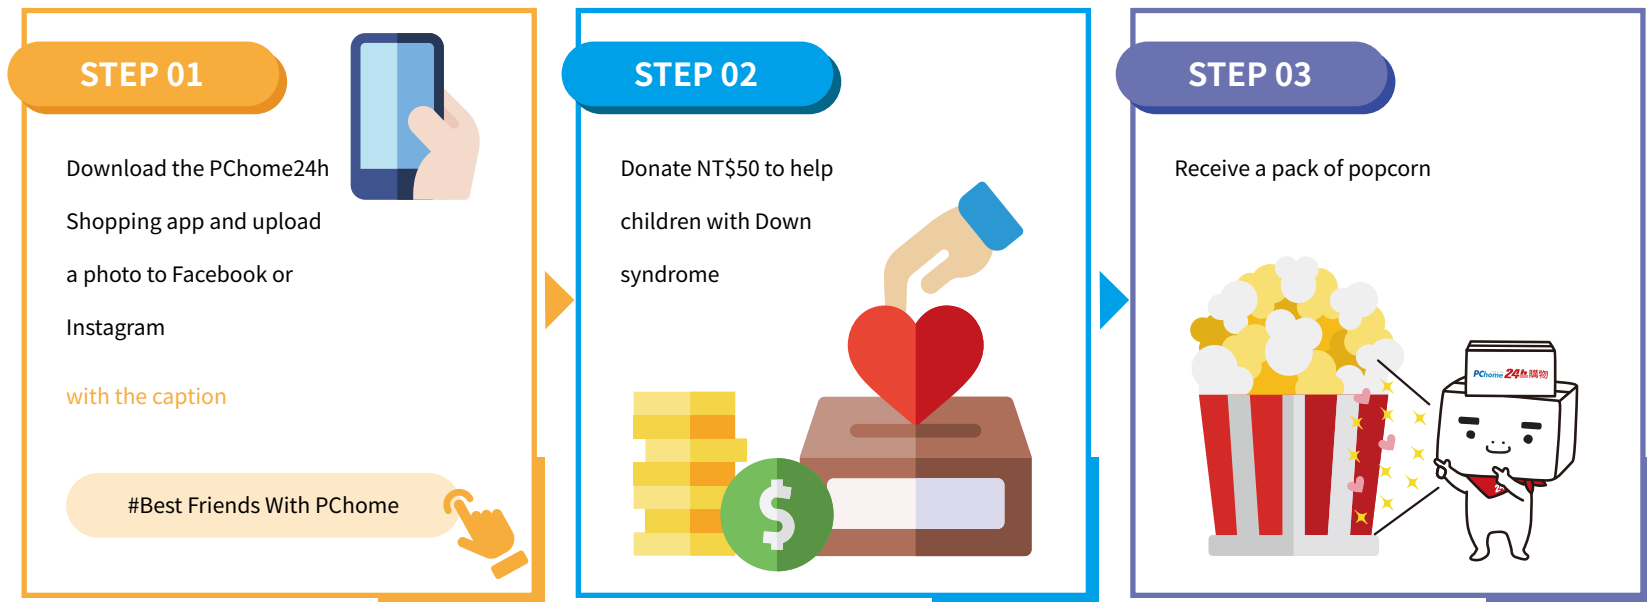 STEP 01
Download the PChome24h
Shopping app and upload
a photo to Facebook or
Instagram
with the caption
#Best Friends With PChome
STEP 02
Donate NT$50 to help
children with Down
syndrome
$
STEP 03
Receive a pack of popcorn
PChome 24h購物